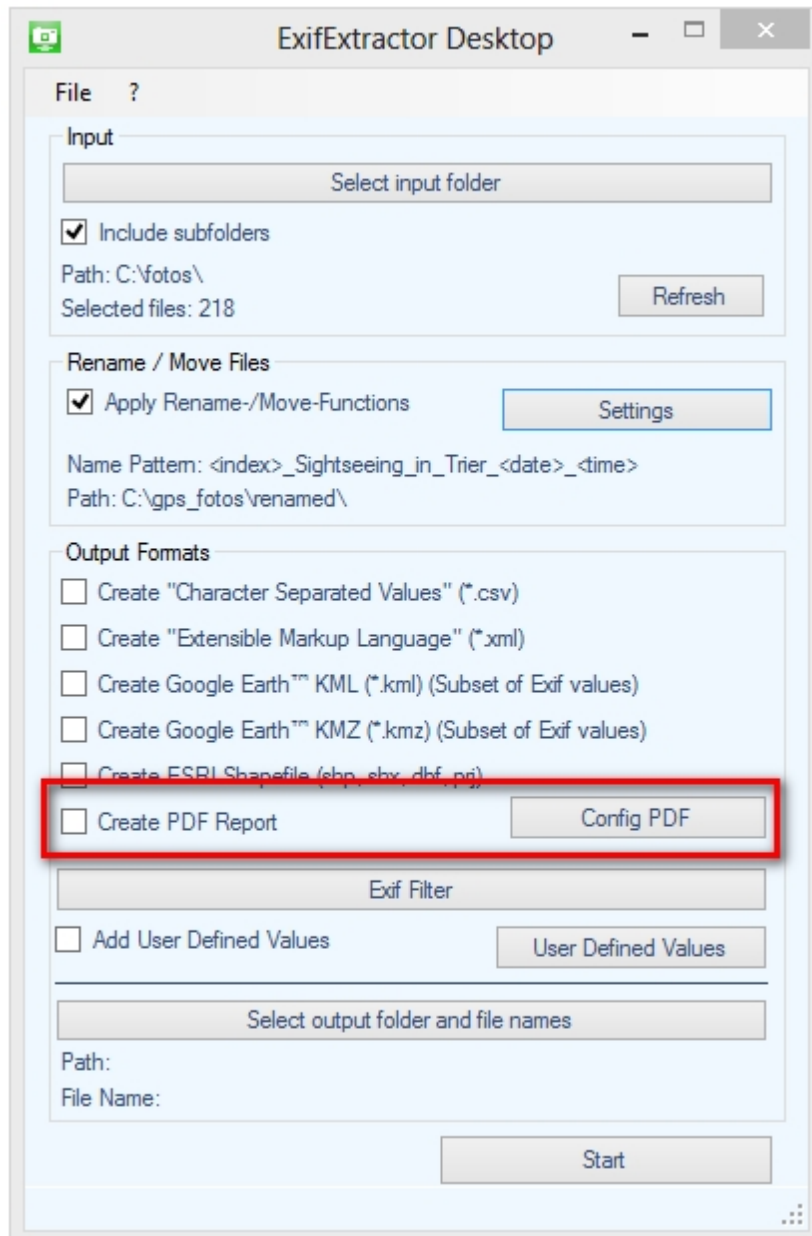 ExifExtractor Desktop
File ?
Input
Select input folder
Include subfolders
Path: C:\fotos\
Selected files: 218
Refresh
Rename / Move Files
Apply Rename-/Move-Functions
Settings
Name Pattern: <index>_Sightseeing_in_Trier_<date>_<time>
Path: C:\gps_fotos\renamed\
Output Formats
Create "Character Separated Values" (*.csv)
Create "Extensible Markup Language" (*.xml)
Create Google Earth™ KML (*.kml) (Subset of Exif values)
Create Google Earth™ KMZ (*.kmz) (Subset of Exif values)
Create ESRI Shapefile (shp, shx, dbf, prj)
Create PDF Report
Config PDF
Exif Filter
Add User Defined Values
User Defined Values
Select output folder and file names
Path:
File Name:
Start